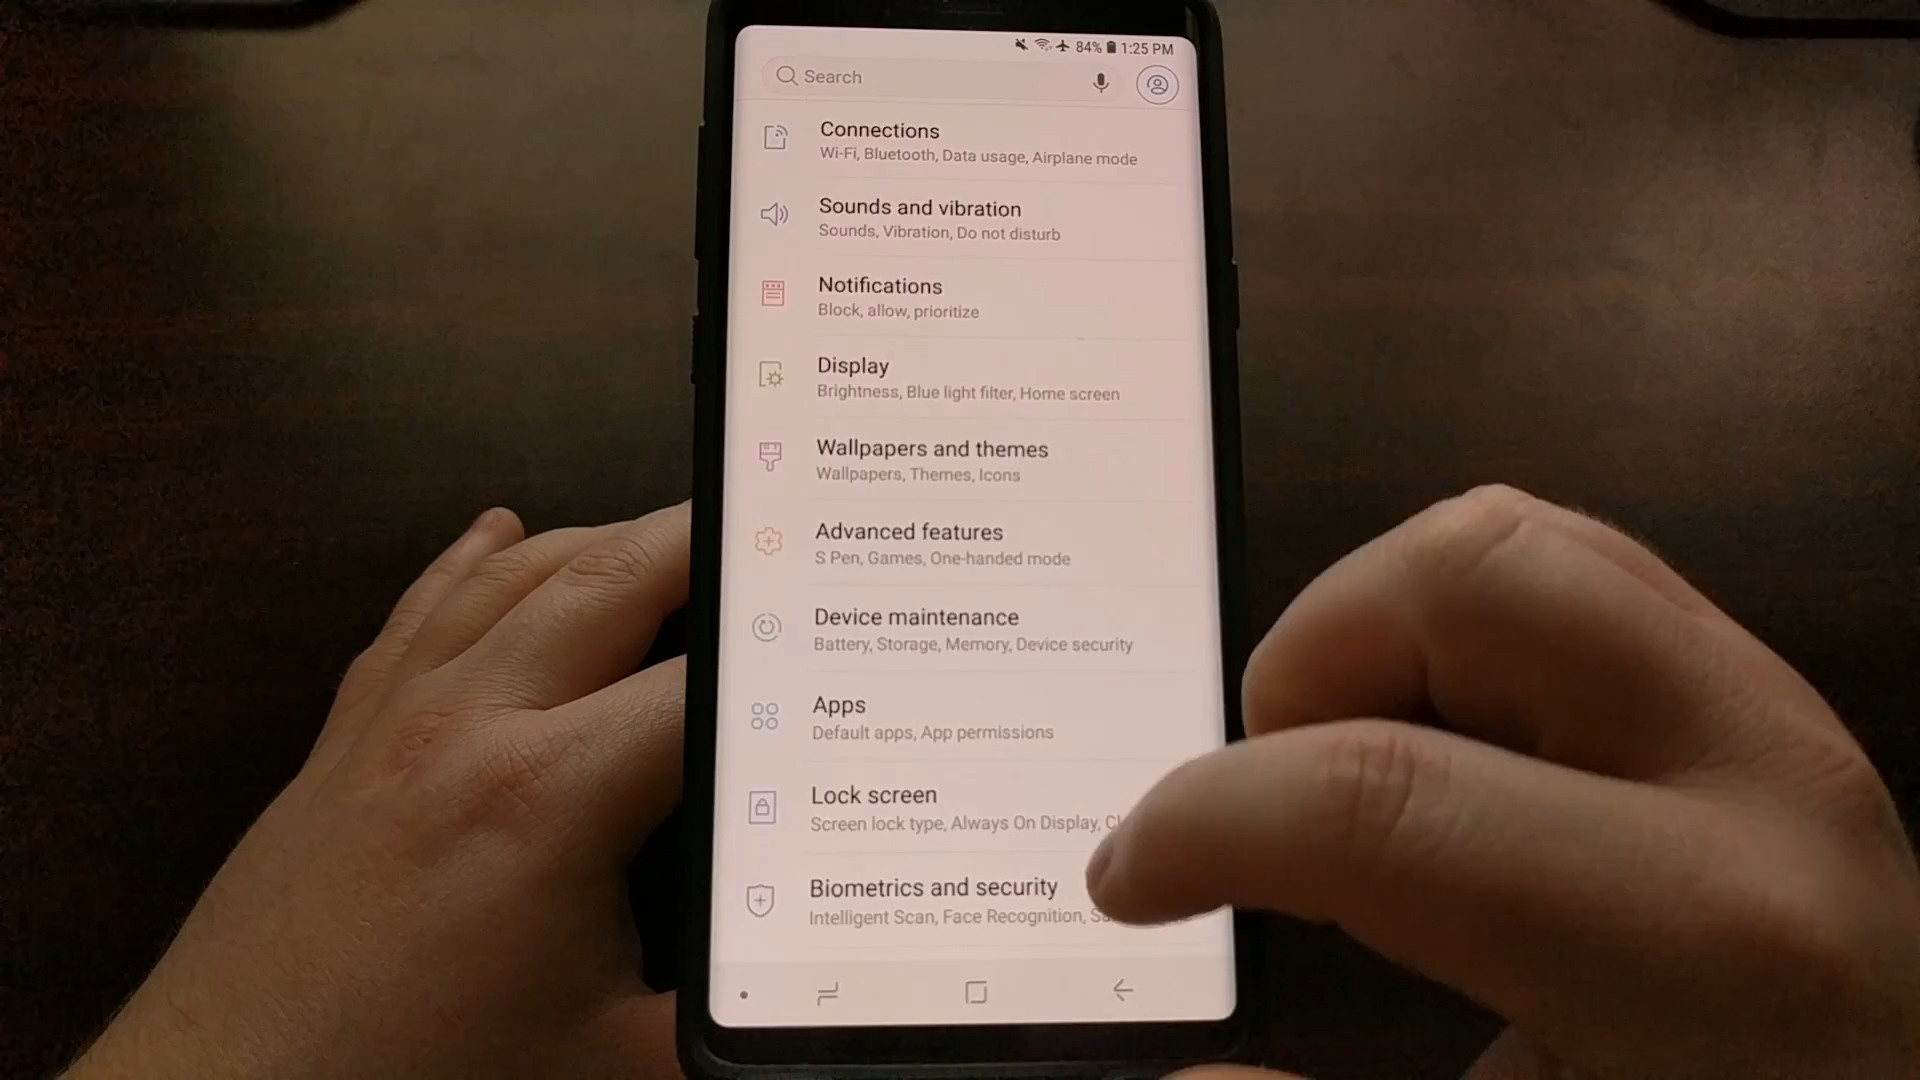 84% 1:25 PM
Search
Connections
Wi-Fi, Bluetooth, Data usage, Airplane mode
Sounds and vibration
Sounds, Vibration, Do not disturb
Notifications
Block, allow, prioritize
Display
Brightness, Blue light filter, Home screen
Wallpapers and themes
Wallpapers, Themes, Icons
Advanced features
S Pen, Games, One-handed mode
Device maintenance
Battery, Storage, Memory, Device security
Apps
Default apps, App permissions
Lock screen
Screen lock type, Always On Display,
Biometrics and security
Intelligent Scan, Face Recognition,